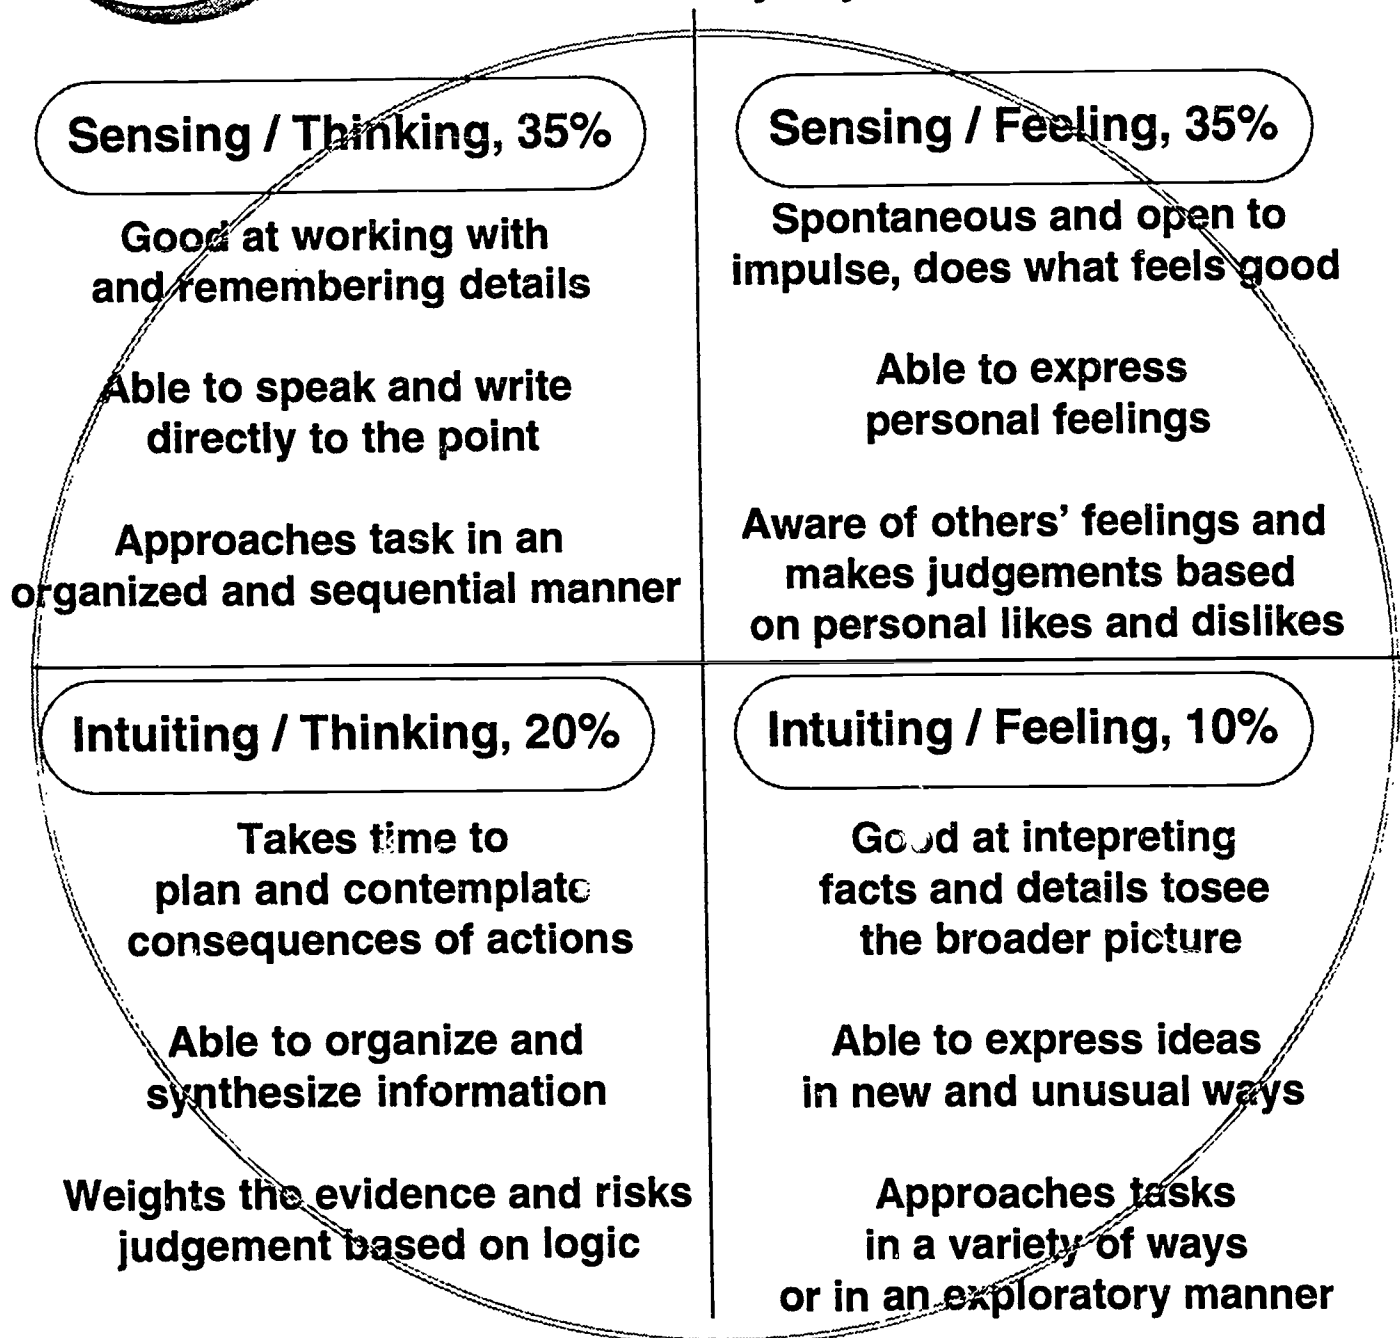 Sensing / Thinking, 35%
Good at working with
and remembering details
Able to speak and write
directly to the point
Approaches task in an
organized and sequential manner
Sensing / Feeling, 35%
Spontaneous and open to
impulse, does what feels good
Able to express
personal feelings
Aware of others' feelings and
makes judgements based
on personal likes and dislikes
Intuiting / Thinking, 20%
Takes time to
plan and contemplate
consequences of actions
Able to organize and
synthesize information
Weights the evidence and risks
judgement based on logic
Intuiting / Feeling, 10%
Good at intepreting
facts and details tosee
the broader picture
Able to express ideas
in new and unusual ways
Approaches tasks
in a variety of ways
or in an exploratory manner